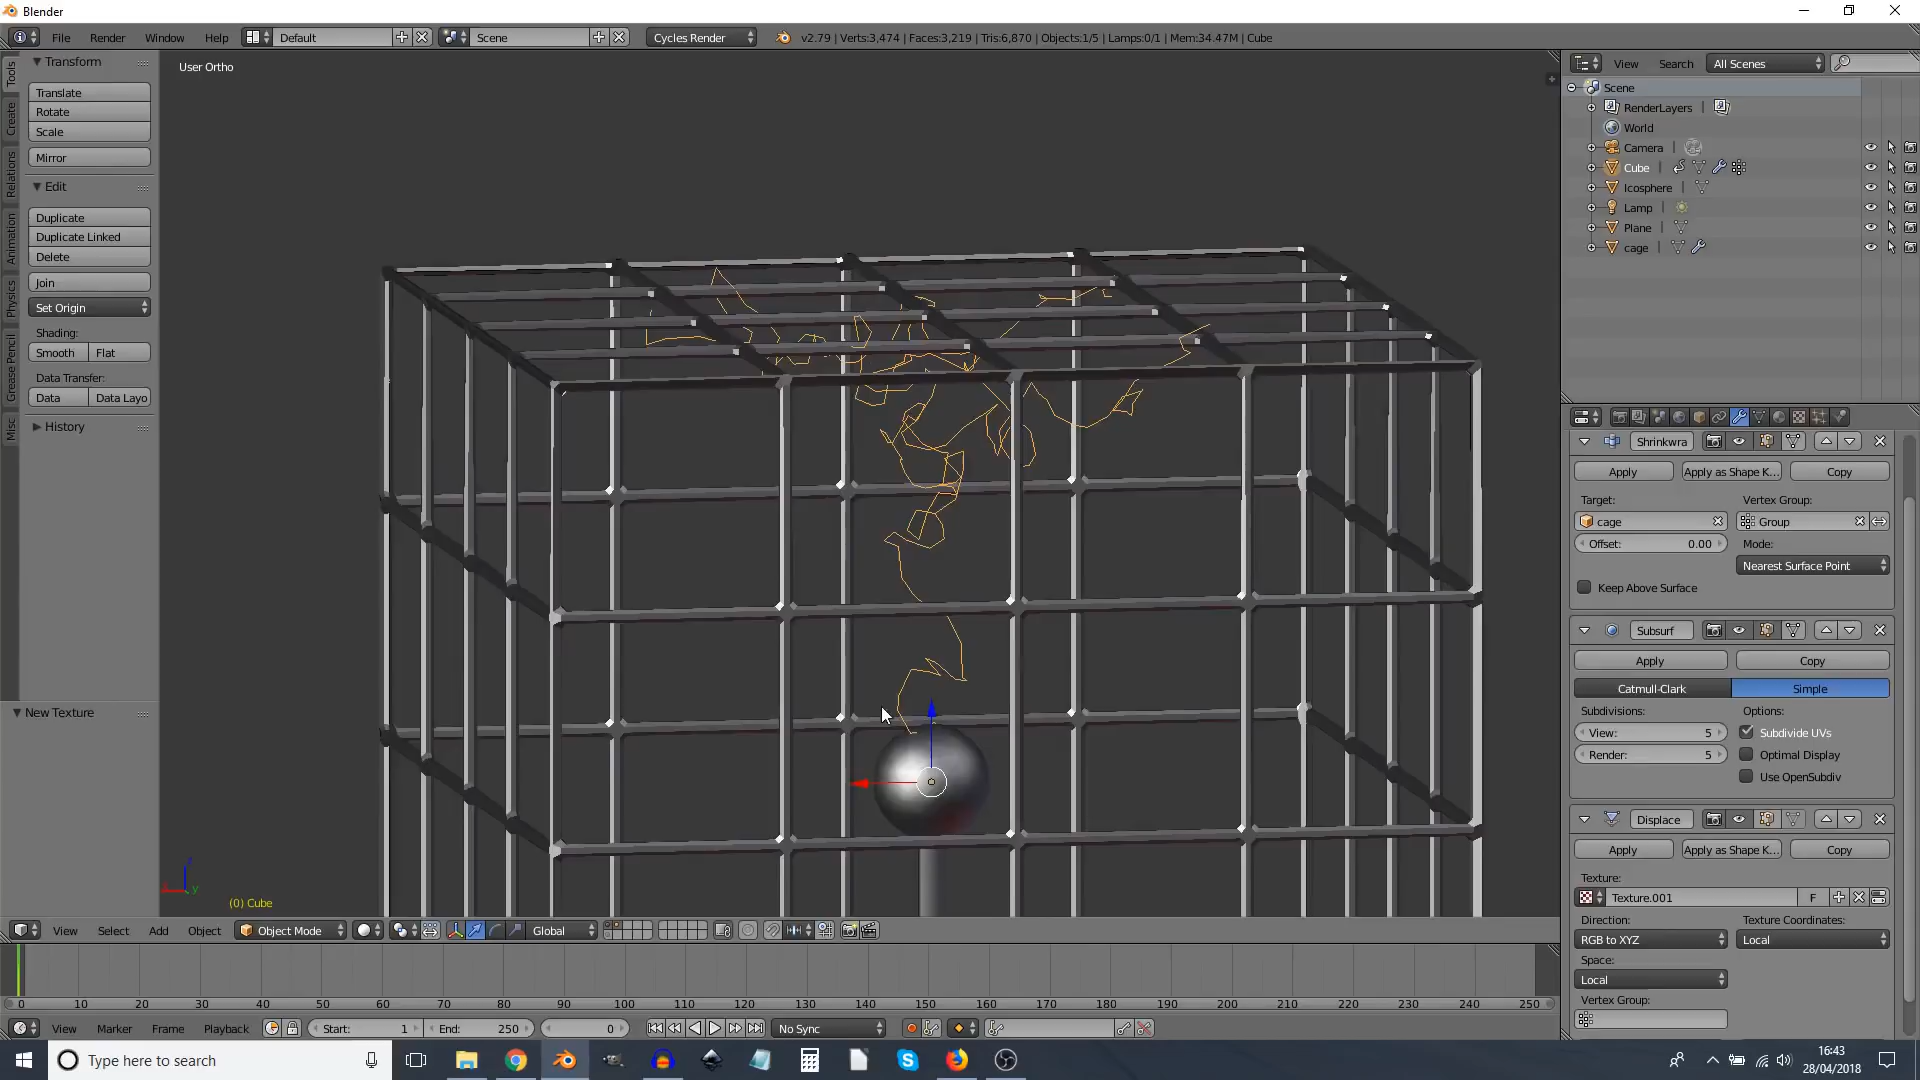 Blender
File Render Window Help Default Scene Cycles Render v2.79 | Verts:3,474 | Faces:3,219 | Tris:6,870 | Objects:1/5 | Lamps:0/1 | Mem:34.47M | Cube
Tools
Create
Relations
Animation
Physics
Grease Pencil
Misc
Transform
Translate
Rotate
Scale
Mirror
Edit
Duplicate
Duplicate Linked
Delete
Join
Set Origin
Shading:
Smooth Flat
Data Transfer:
Data Data Layo
History
New Texture
User Ortho
(0) Cube
View Search All Scenes
Scene
RenderLayers
World
Camera
Cube
Icosphere
Lamp
Plane
cage
Shrinkwra
Apply Apply as Shape K... Copy
Target: Vertex Group:
cage Group
Offset: 0.00 Mode:
Nearest Surface Point
Keep Above Surface
Subsurf
Apply Copy
Catmull-Clark Simple
Subdivisions: Options:
View: 5 Subdivide UVs
Render: 5 Optimal Display
Use OpenSubdiv
Displace
Apply Apply as Shape K... Copy
Texture:
Texture.001 F
Direction: Texture Coordinates:
RGB to XYZ Local
Space:
Local
Vertex Group:
View Select Add Object Object Mode Global
0 10 20 30 40 50 60 70 80 90 100 110 120 130 140 150 160 170 180 190 200 210 220 230 240 250
View Marker Frame Playback Start: 1 End: 250 0 No Sync
Type here to search
16:43
28/04/2018